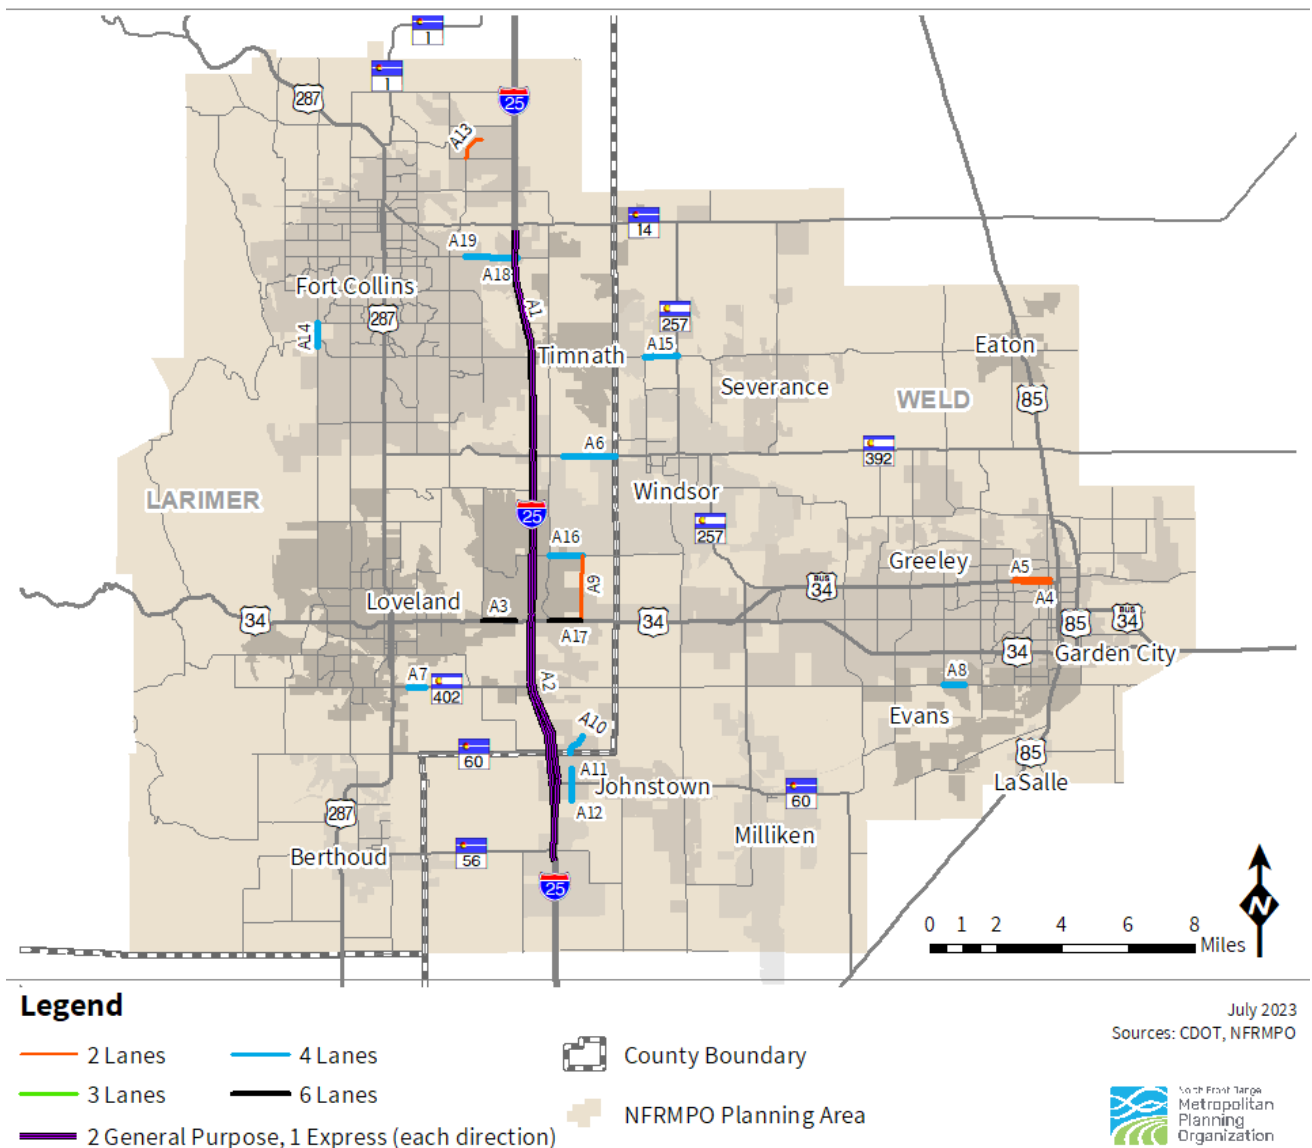 1
1
287
25
A13
14
A19
A18
Fort Collins
287
A1
257
A14
Timnath
A15
Eaton
Severance
85
WELD
A6
392
LARIMER
Windsor
25
257
A16
Greeley
A9
A5
BUS
34
Loveland
A3
A4
34
A17
34
85
BUS
34
34
Garden City
A7
402
A2
A8
Evans
A10
60
85
A11
Johnstown
LaSalle
60
A12
287
Milliken
56
Berthoud
25
N
0 1 2 4 6 8
Miles
Legend
July 2023
Sources: CDOT, NFRMPO
2 Lanes
4 Lanes
County Boundary
3 Lanes
6 Lanes
NFRMPO Planning Area
2 General Purpose, 1 Express (each direction)
North Front Range
Metropolitan
Planning
Organization